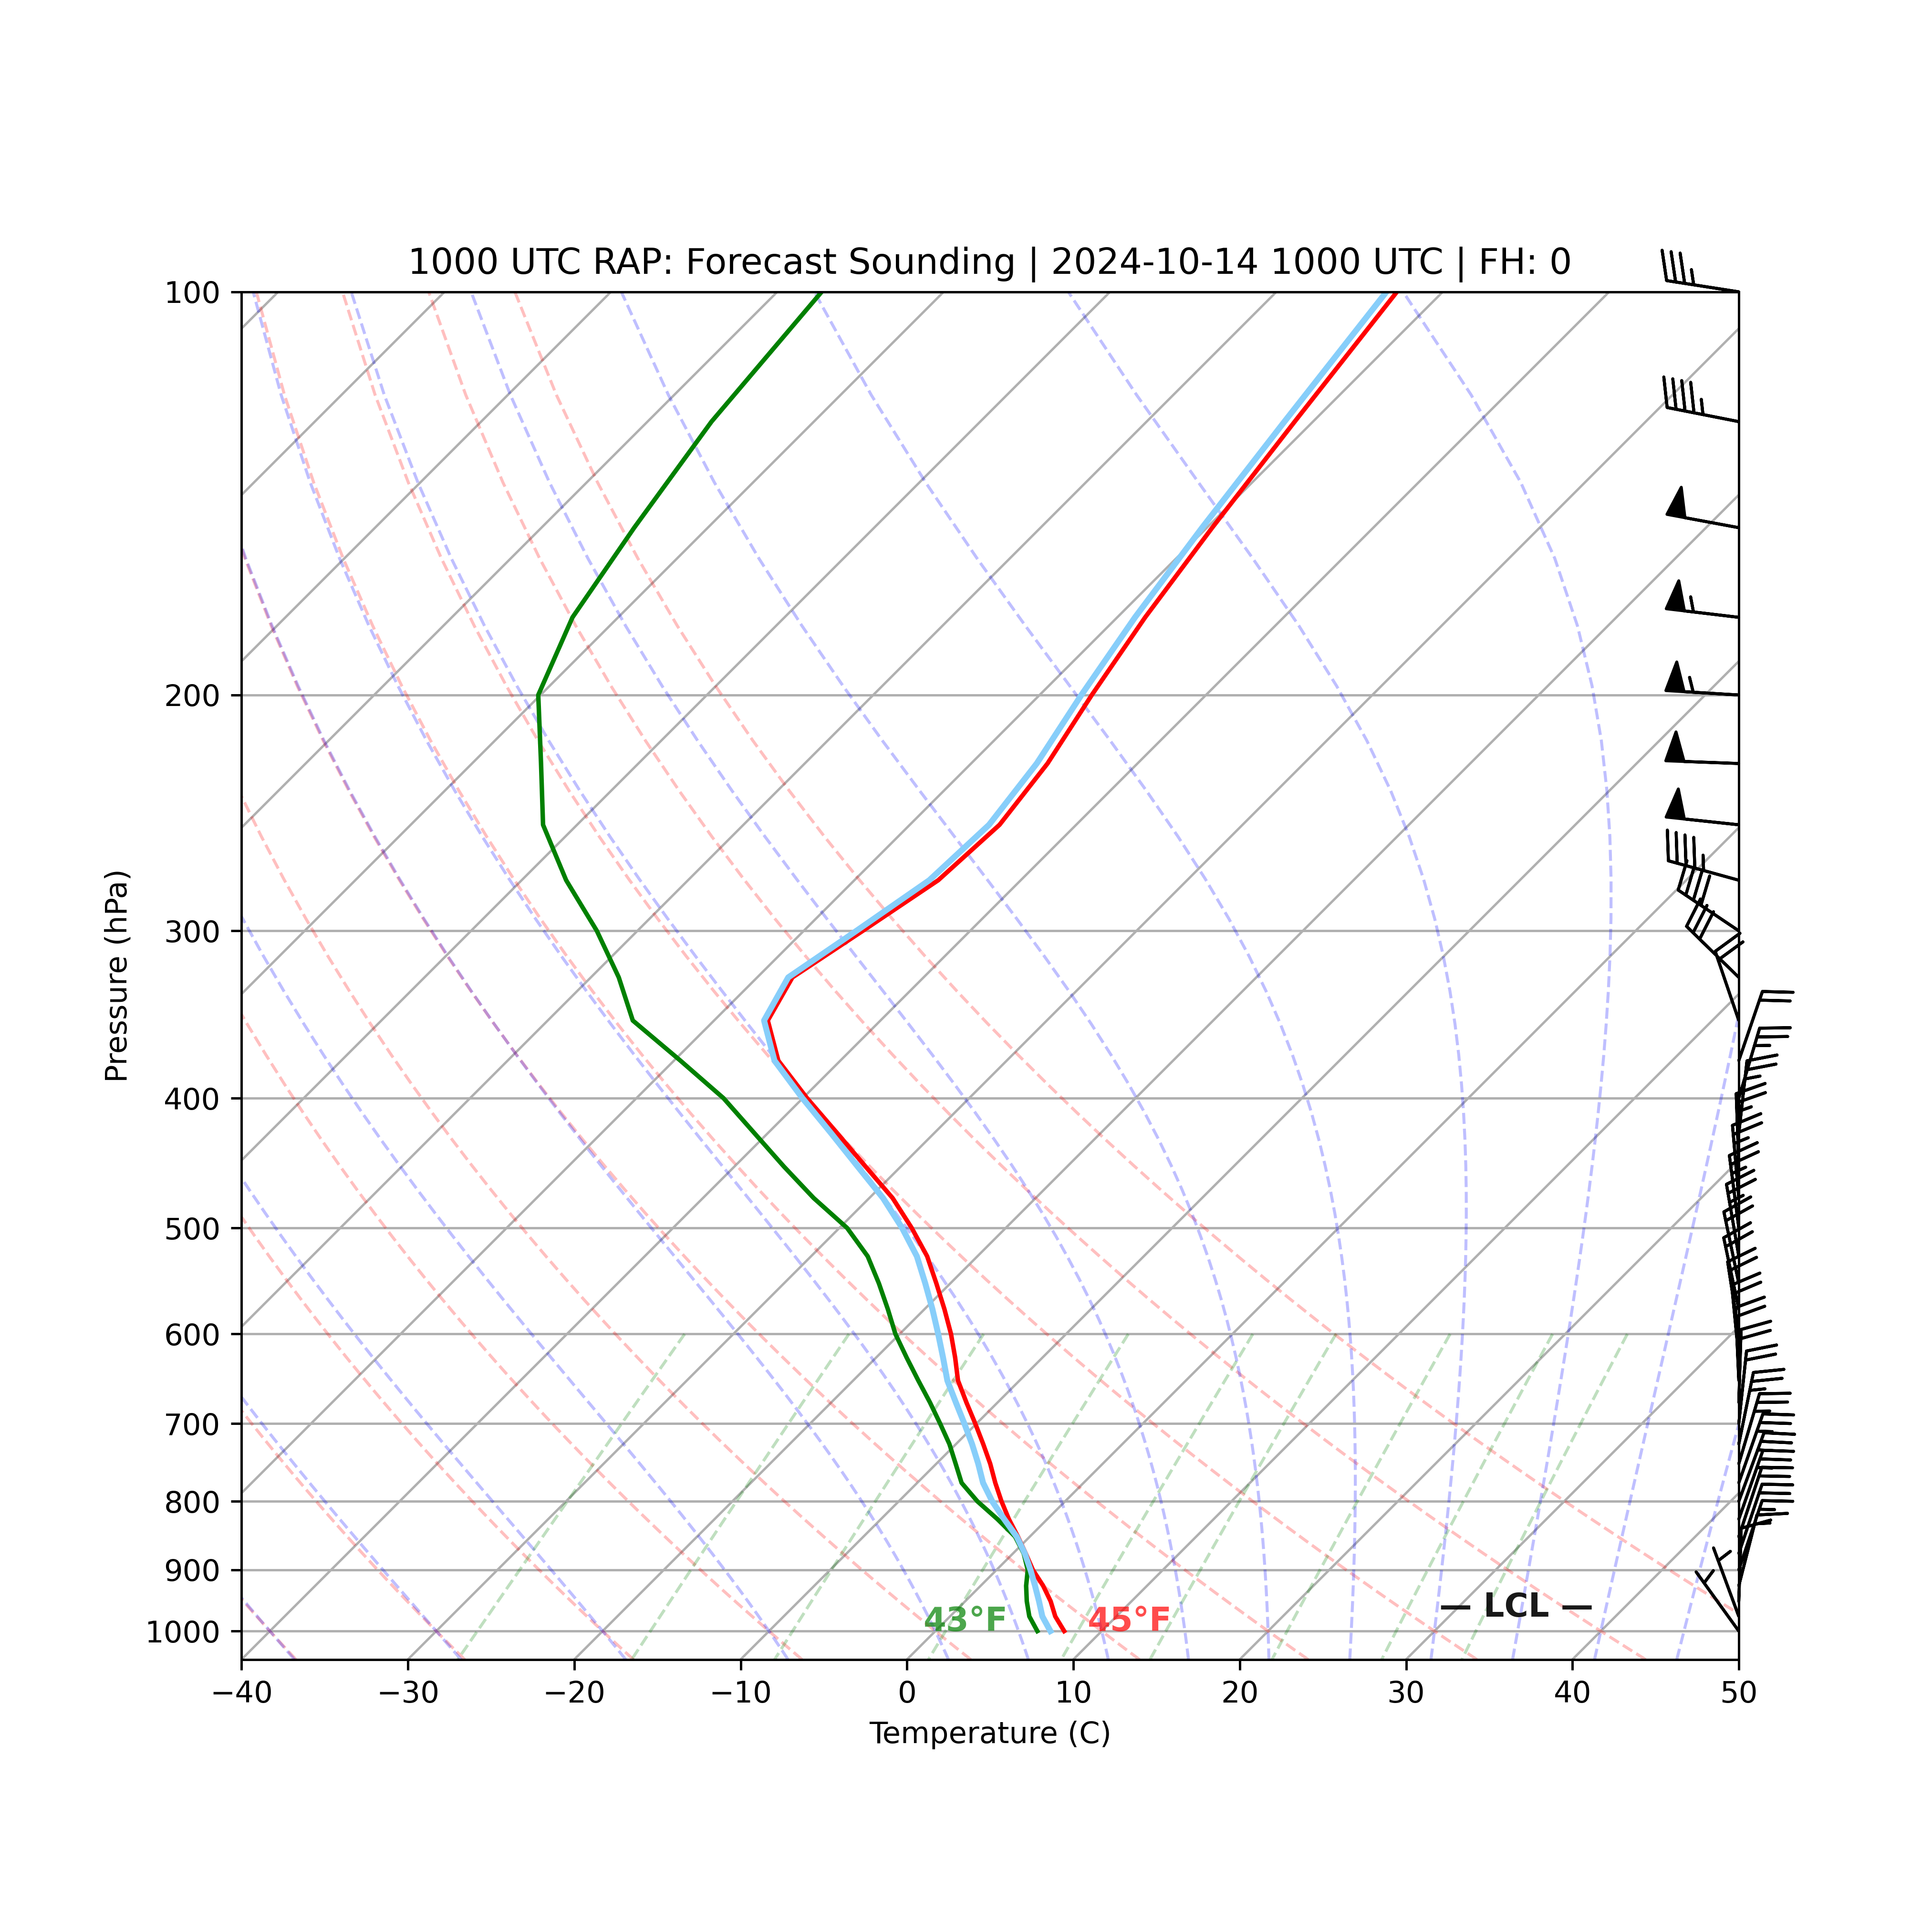 1000 UTC RAP: Forecast Sounding | 2024-10-14 1000 UTC | FH: 0
100
200
300
400
500
600
700
800
900
1000
Pressure (hPa)
43°F
45°F
— LCL —
−40 −30 −20 −10 0 10 20 30 40 50
Temperature (C)